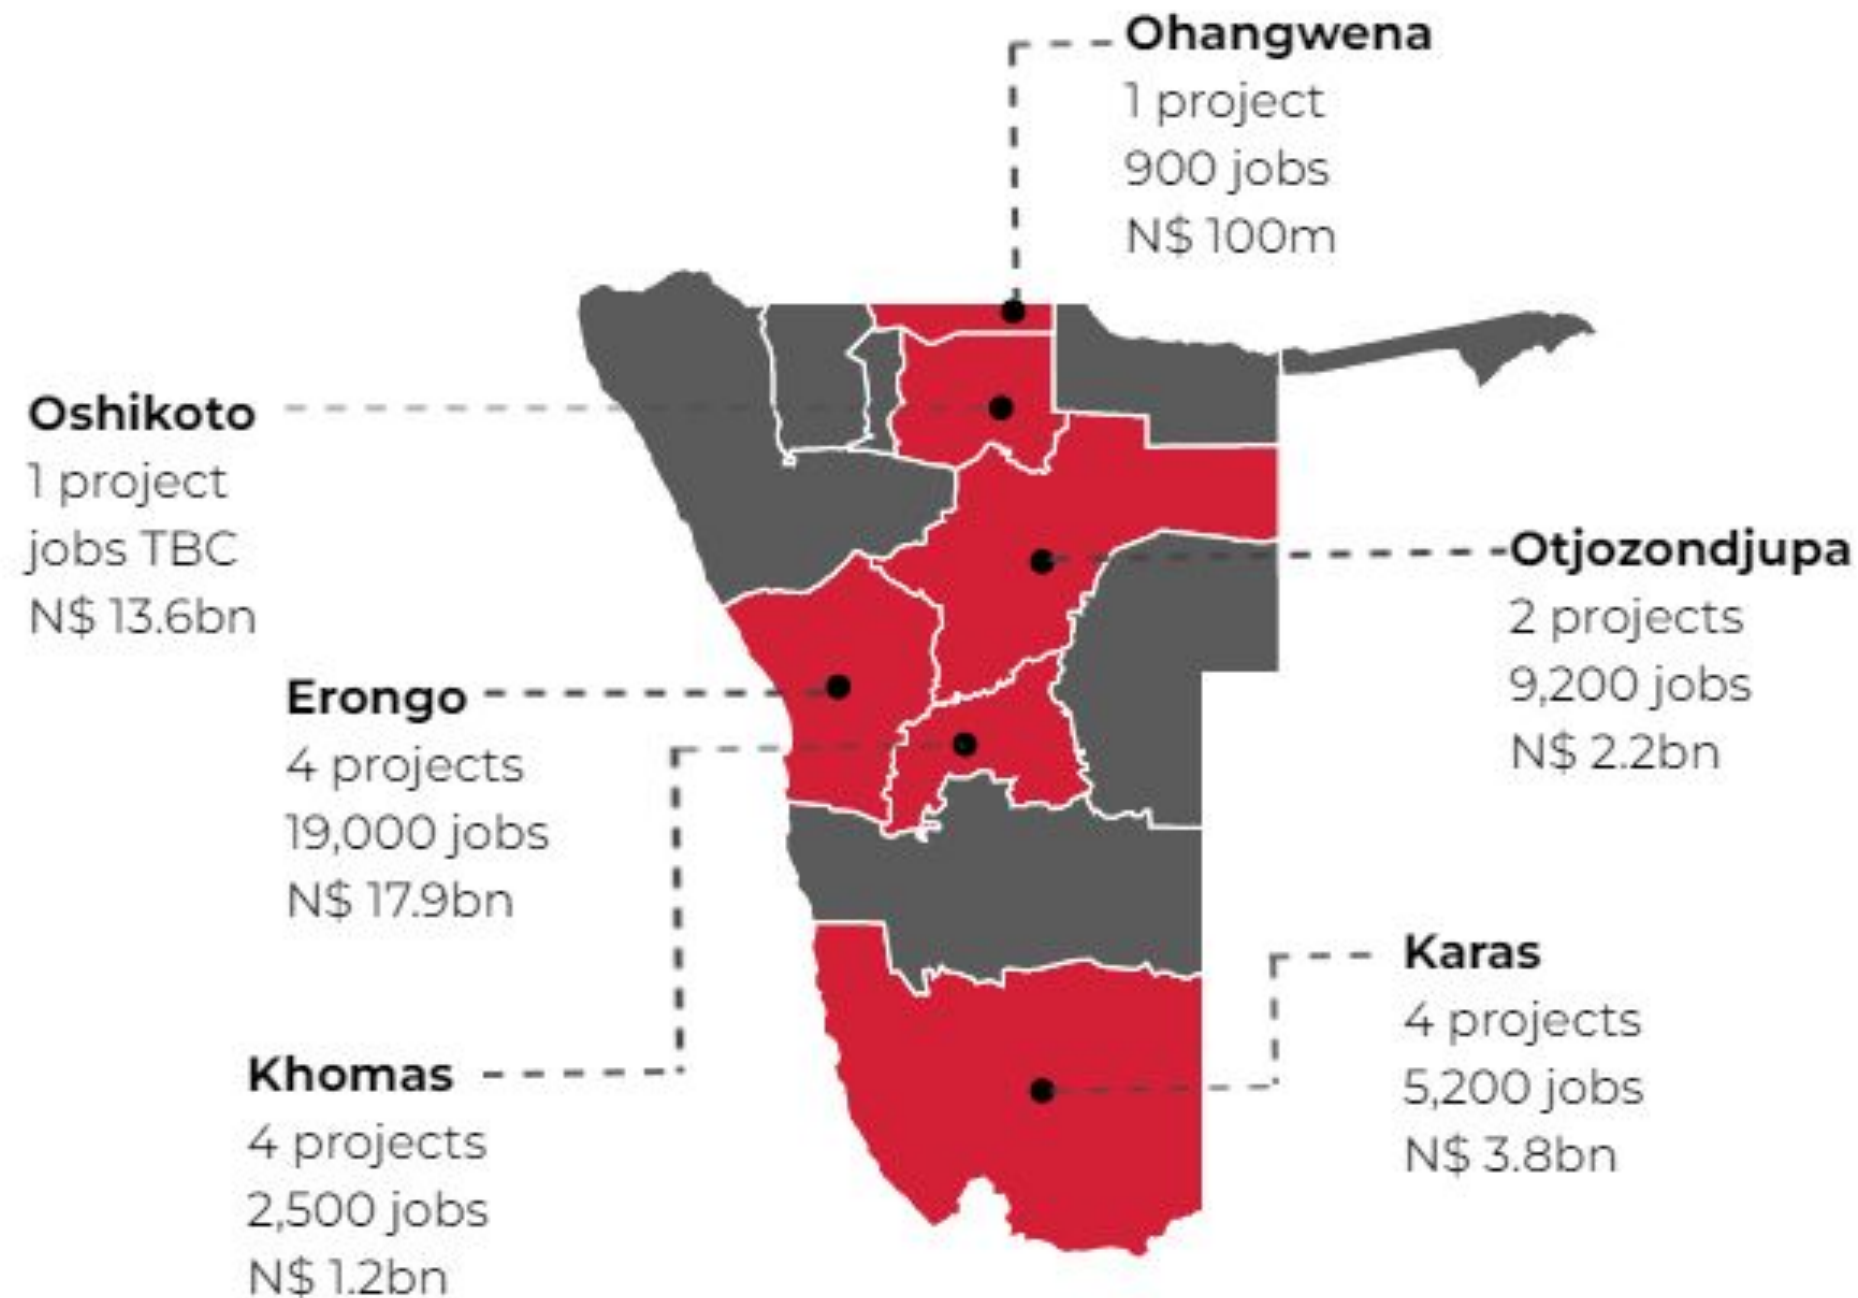 Ohangwena
1 project
900 jobs
N$ 100m
Oshikoto
1 project
jobs TBC
N$ 13.6bn
Otjozondjupa
2 projects
9,200 jobs
N$ 2.2bn
Erongo
4 projects
19,000 jobs
N$ 17.9bn
Karas
4 projects
5,200 jobs
N$ 3.8bn
Khomas
4 projects
2,500 jobs
N$ 1.2bn